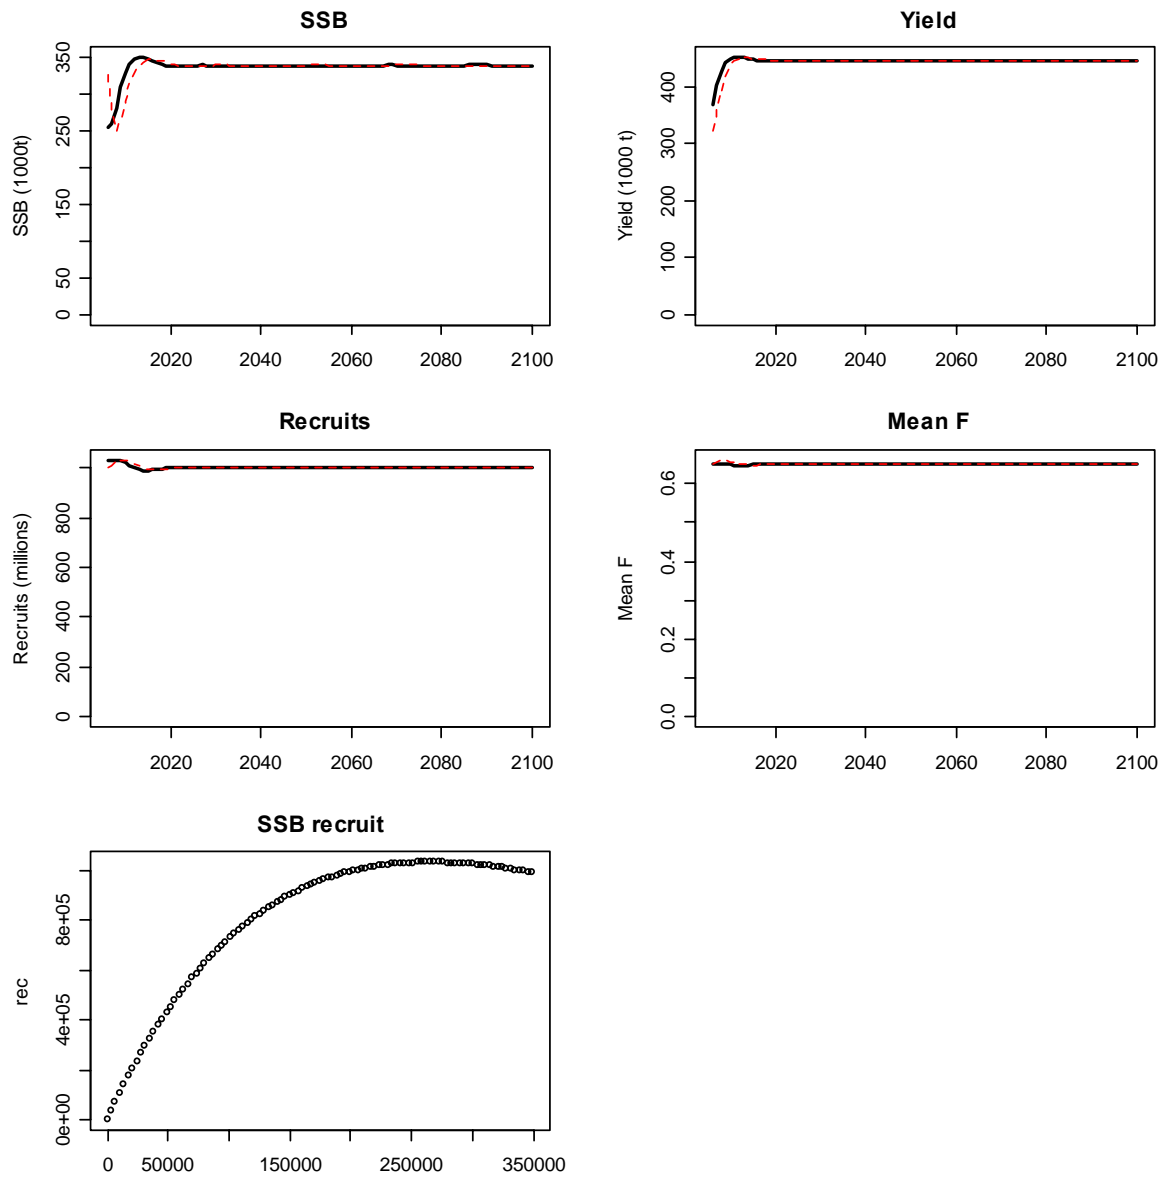 SSB
SSB (1000t)
0 50 150 250 350
2020 2040 2060 2080 2100
Yield
Yield (1000 t)
0 100 200 300 400
2020 2040 2060 2080 2100
Recruits
Recruits (millions)
0 200 400 600 800
2020 2040 2060 2080 2100
Mean F
Mean F
0.0 0.2 0.4 0.6
2020 2040 2060 2080 2100
SSB recruit
rec
0e+00 4e+05 8e+05
0 50000 150000 250000 350000